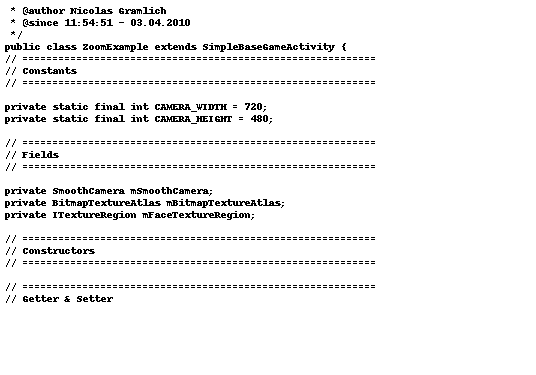 * @author Nicolas Gramlich
* @since 11:54:51 - 03.04.2010
*/
public class ZoomExample extends SimpleBaseGameActivity {
// ===========================================================
// Constants
// ===========================================================
private static final int CAMERA_WIDTH = 720;
private static final int CAMERA_HEIGHT = 480;
// ===========================================================
// Fields
// ===========================================================
private SmoothCamera mSmoothCamera;
private BitmapTextureAtlas mBitmapTextureAtlas;
private ITextureRegion mFaceTextureRegion;
// ===========================================================
// Constructors
// ===========================================================
// ===========================================================
// Getter & Setter